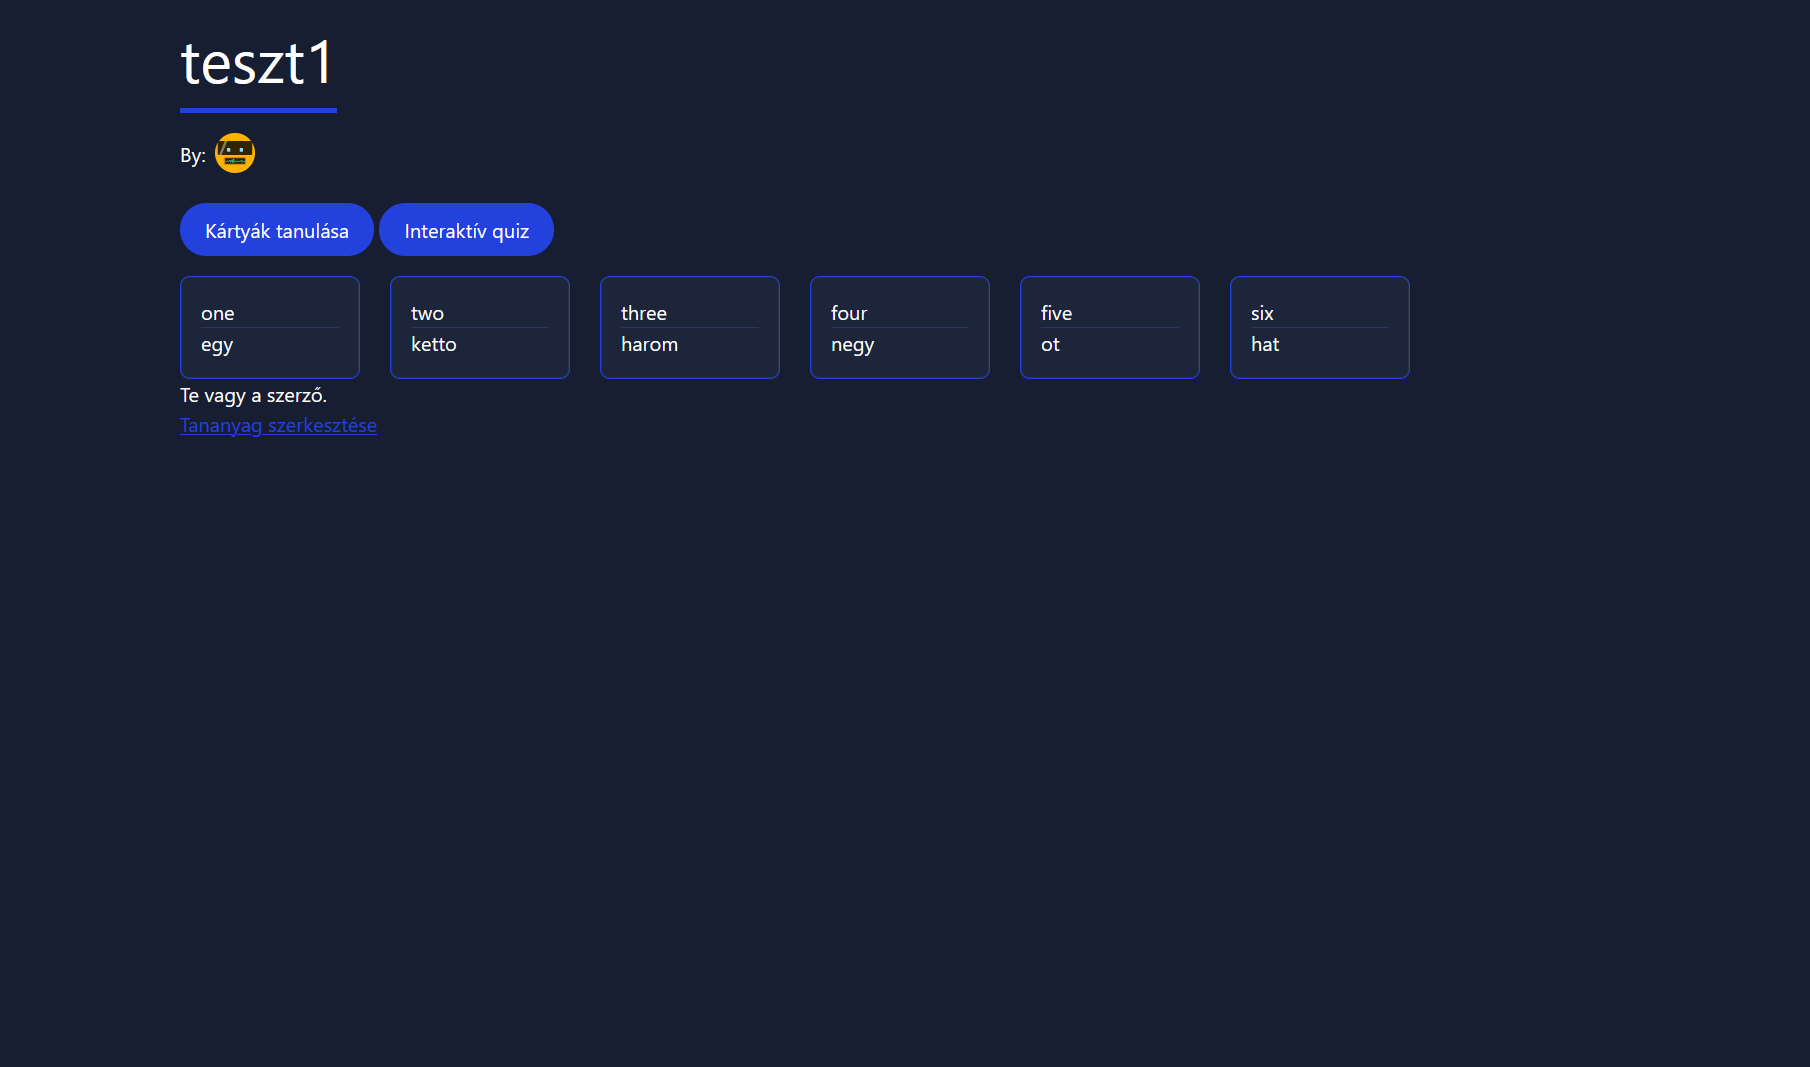 teszt1
By:
Kártyák tanulása Interaktív quiz
one two three four five six
egy ketto harom negy ot hat
Te vagy a szerző.
Tananyag szerkesztése